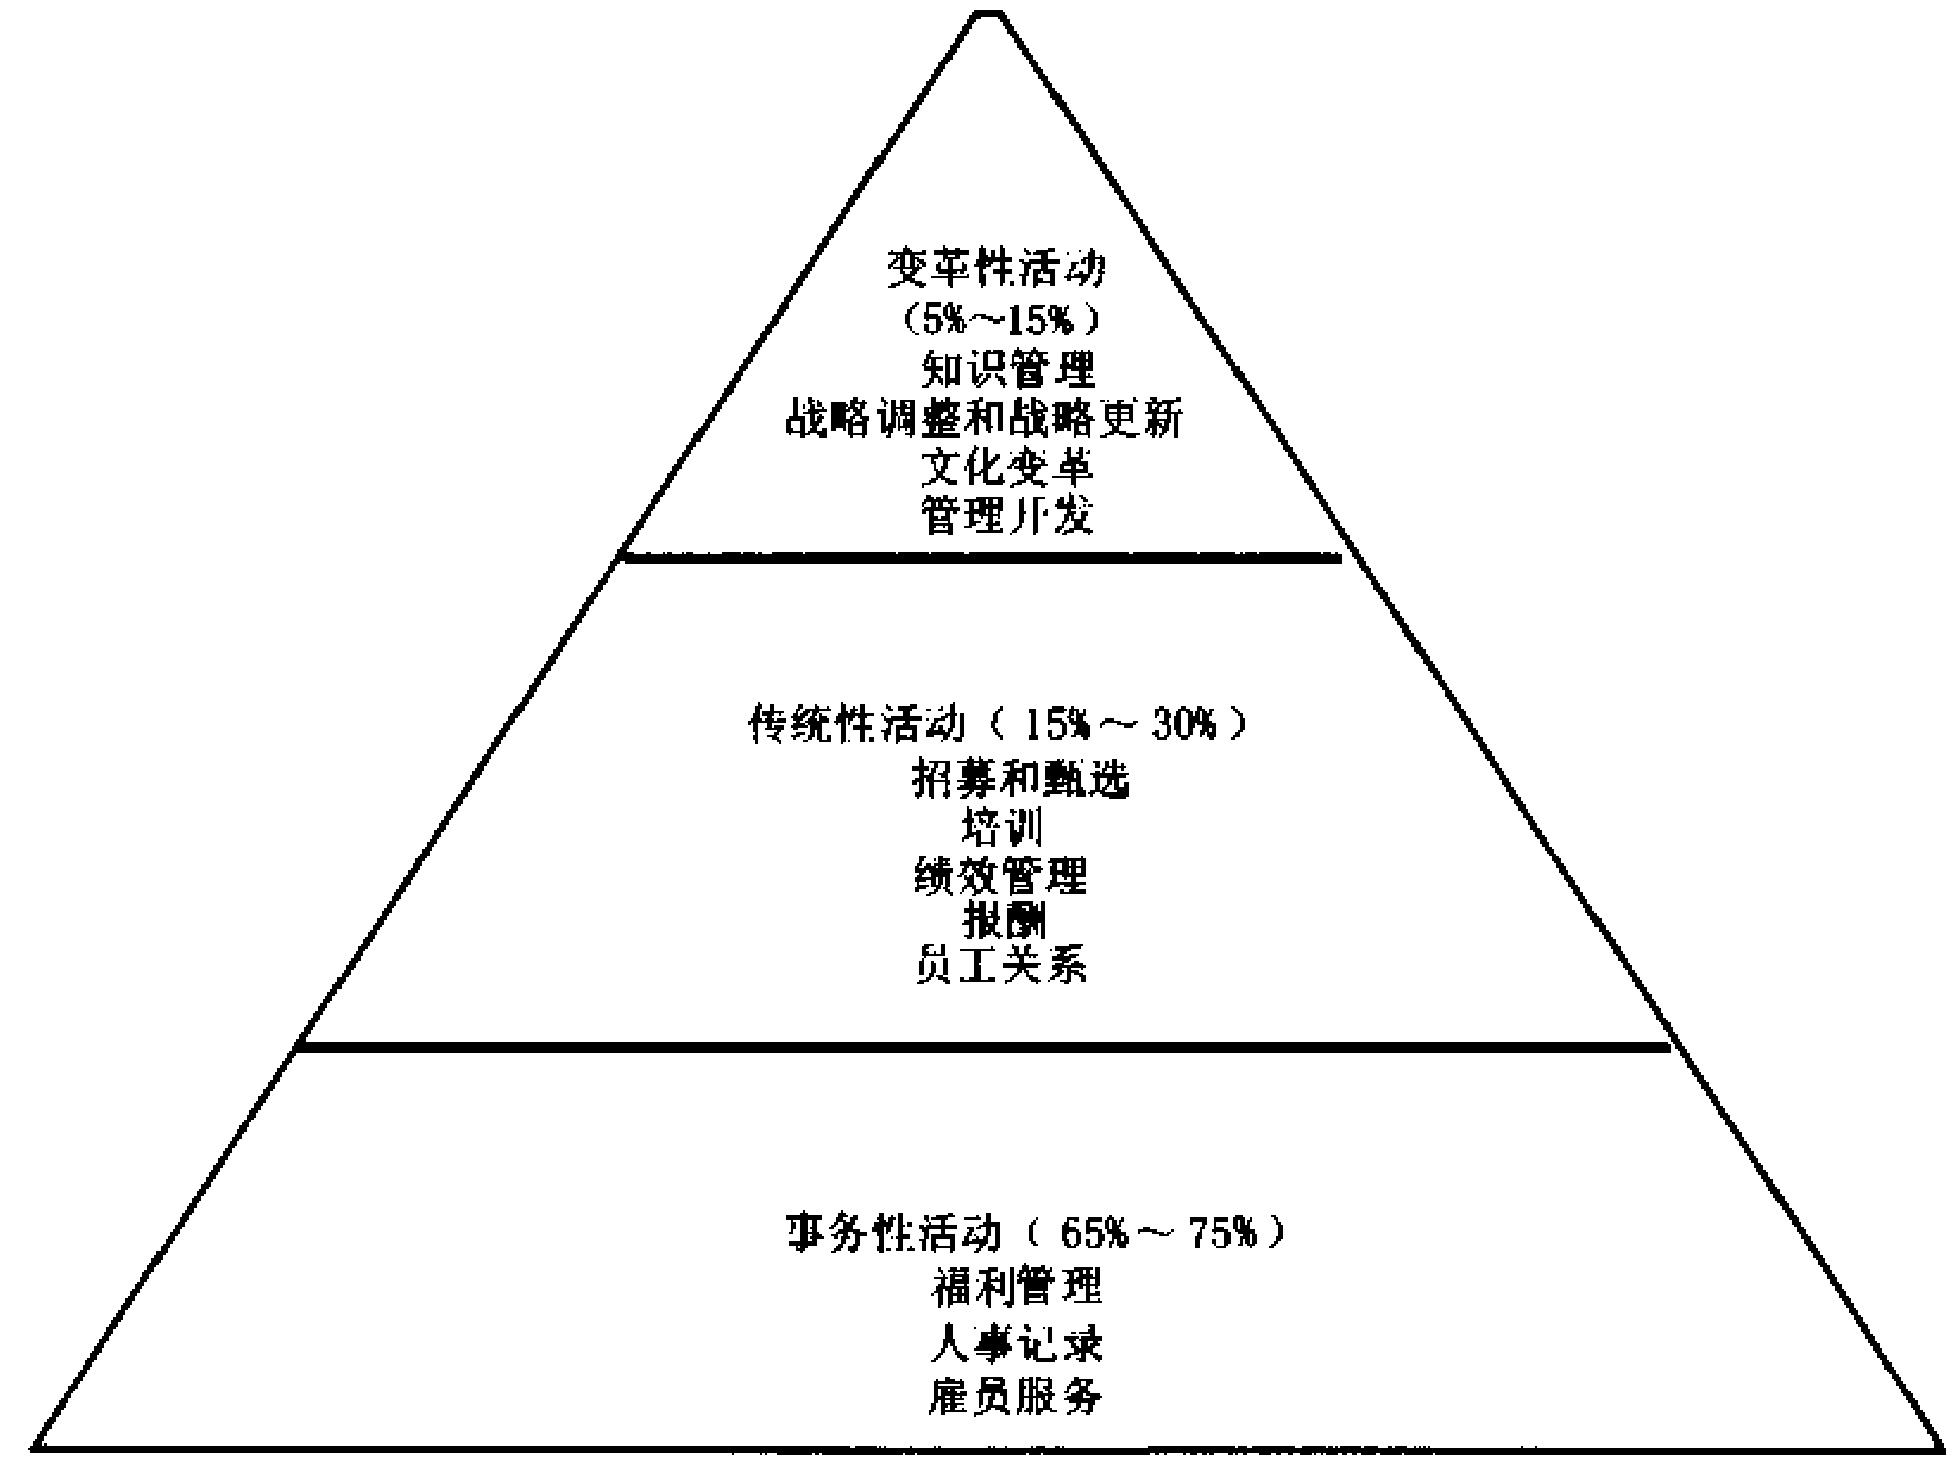 变革性活动
(5%～15%)
知识管理
战略调整和战略更新
文化变革
管理开发
传统性活动（15%～30%）
招募和甄选
培训
绩效管理
报酬
员工关系
事务性活动（65%～75%）
福利管理
人事记录
雇员服务